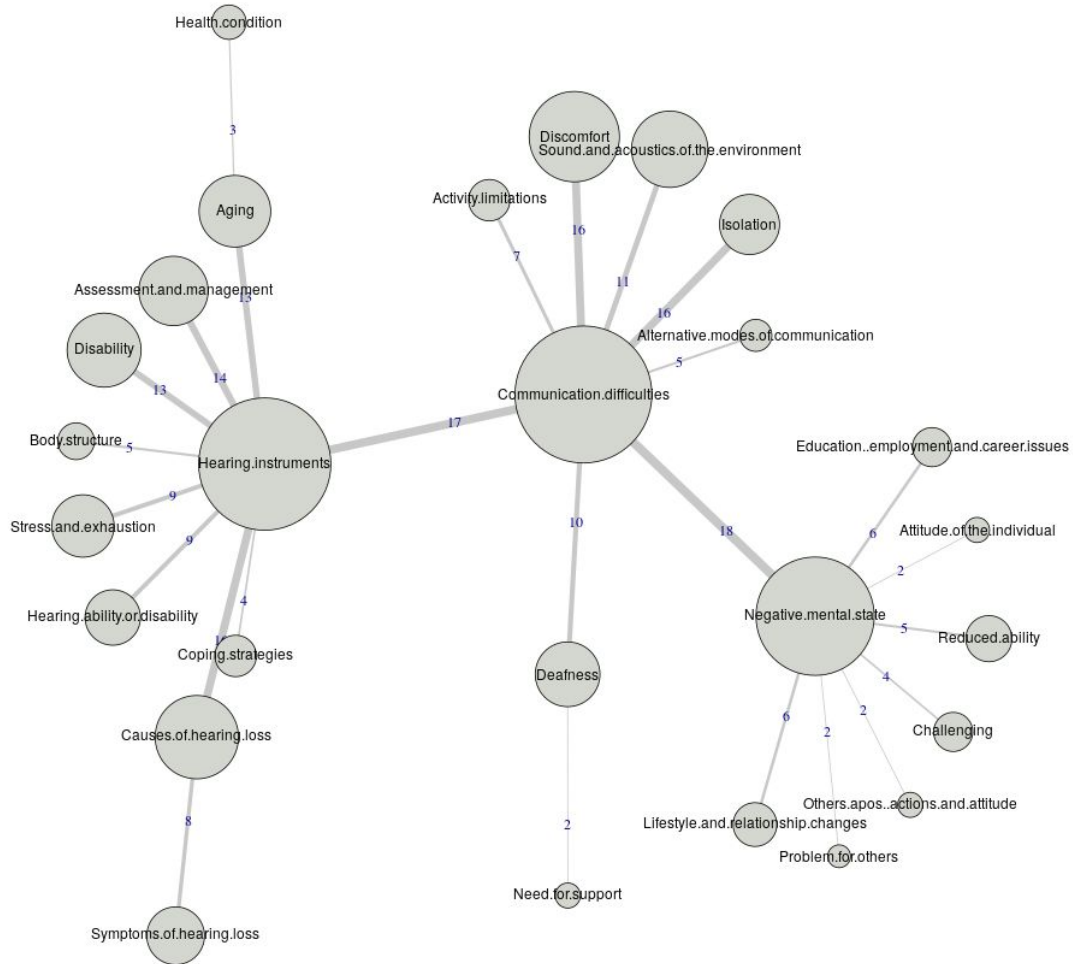 Health.condition
3
Aging
13
Assessment.and.management
14
Disability
13
Body.structure
5
Stress.and.exhaustion
9
Hearing.ability.or.disability
9
Hearing.instruments
4
Coping.strategies
Causes.of.hearing.loss
8
Symptoms.of.hearing.loss
17
Discomfort
Sound.and.acoustics.of.the.environment
Activity.limitations
Isolation
16
7
11
16
Alternative.modes.of.communication
5
Communication.difficulties
10
18
Deafness
2
Need.for.support
Education..employment.and.career.issues
6
Attitude.of.the.individual
2
Negative.mental.state
5
Reduced.ability
4
Challenging
2
Others.apos..actions.and.attitude
2
Problem.for.others
6
Lifestyle.and.relationship.changes